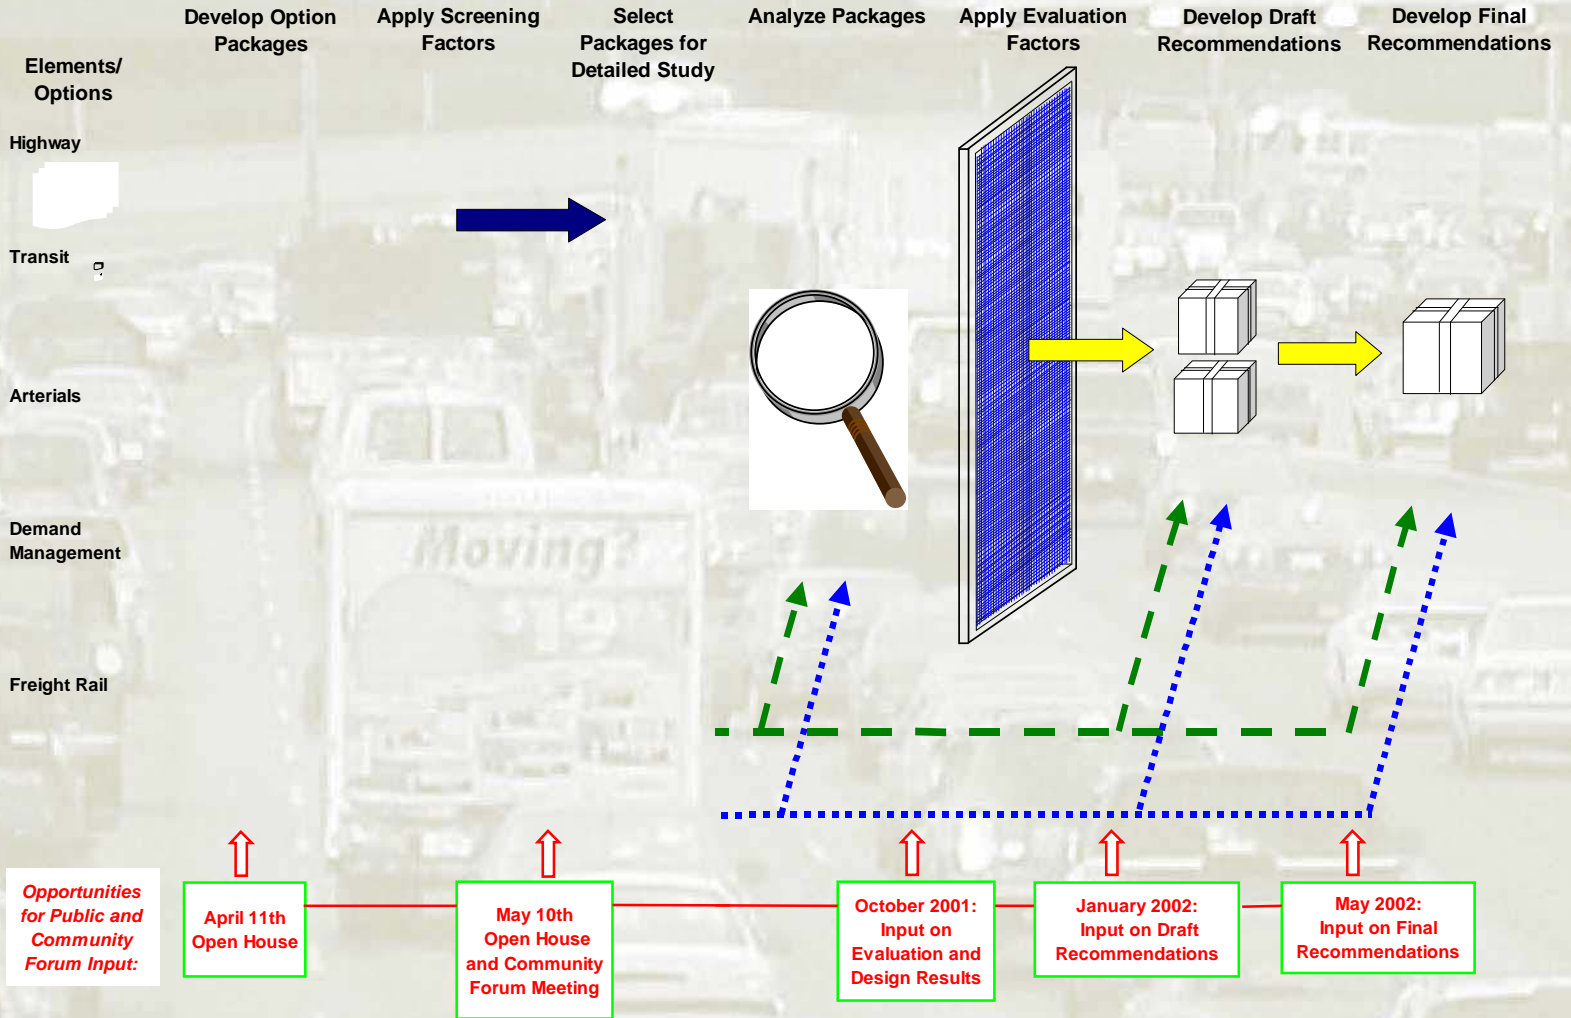 Develop Option
Packages
Apply Screening
Factors
Select
Packages for
Detailed Study
Analyze Packages
Apply Evaluation
Factors
Develop Draft
Recommendations
Develop Final
Recommendations
Elements/
Options
Highway
Transit
?
Arterials
Demand
Management
Freight Rail
Moving?
Opportunities
for Public and
Community
Forum Input:
April 11th
Open House
May 10th
Open House
and Community
Forum Meeting
October 2001:
Input on
Evaluation and
Design Results
January 2002:
Input on Draft
Recommendations
May 2002:
Input on Final
Recommendations